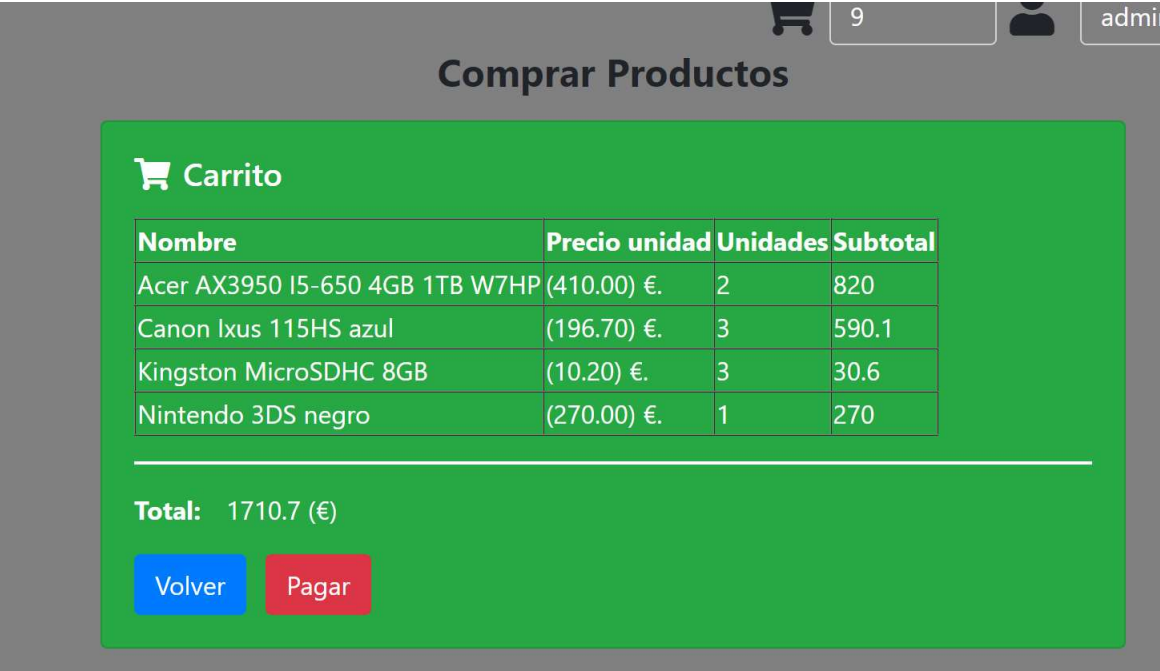 9 admi
Comprar Productos
Carrito
Nombre Precio unidad Unidades Subtotal
Acer AX3950 I5-650 4GB 1TB W7HP (410.00) €. 2 820
Canon Ixus 115HS azul (196.70) €. 3 590.1
Kingston MicroSDHC 8GB (10.20) €. 3 30.6
Nintendo 3DS negro (270.00) €. 1 270
Total: 1710.7 (€)
Volver Pagar